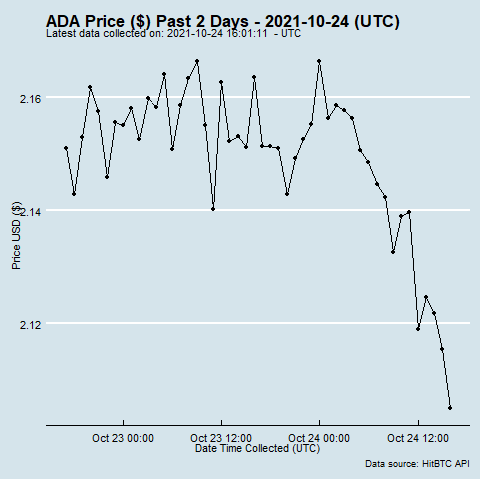 ADA Price ($) Past 2 Days - 2021-10-24 (UTC)
Latest data collected on: 2021-10-24 16:01:11 - UTC
Price USD ($)
2.16
2.14
2.12
Oct 23 00:00
Oct 23 12:00
Oct 24 00:00
Oct 24 12:00
Date Time Collected (UTC)
Data source: HitBTC API